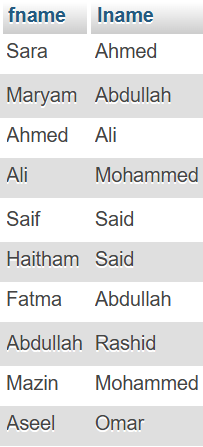 fname lname
Sara Ahmed
Maryam Abdullah
Ahmed Ali
Ali Mohammed
Saif Said
Haitham Said
Fatma Abdullah
Abdullah Rashid
Mazin Mohammed
Aseel Omar